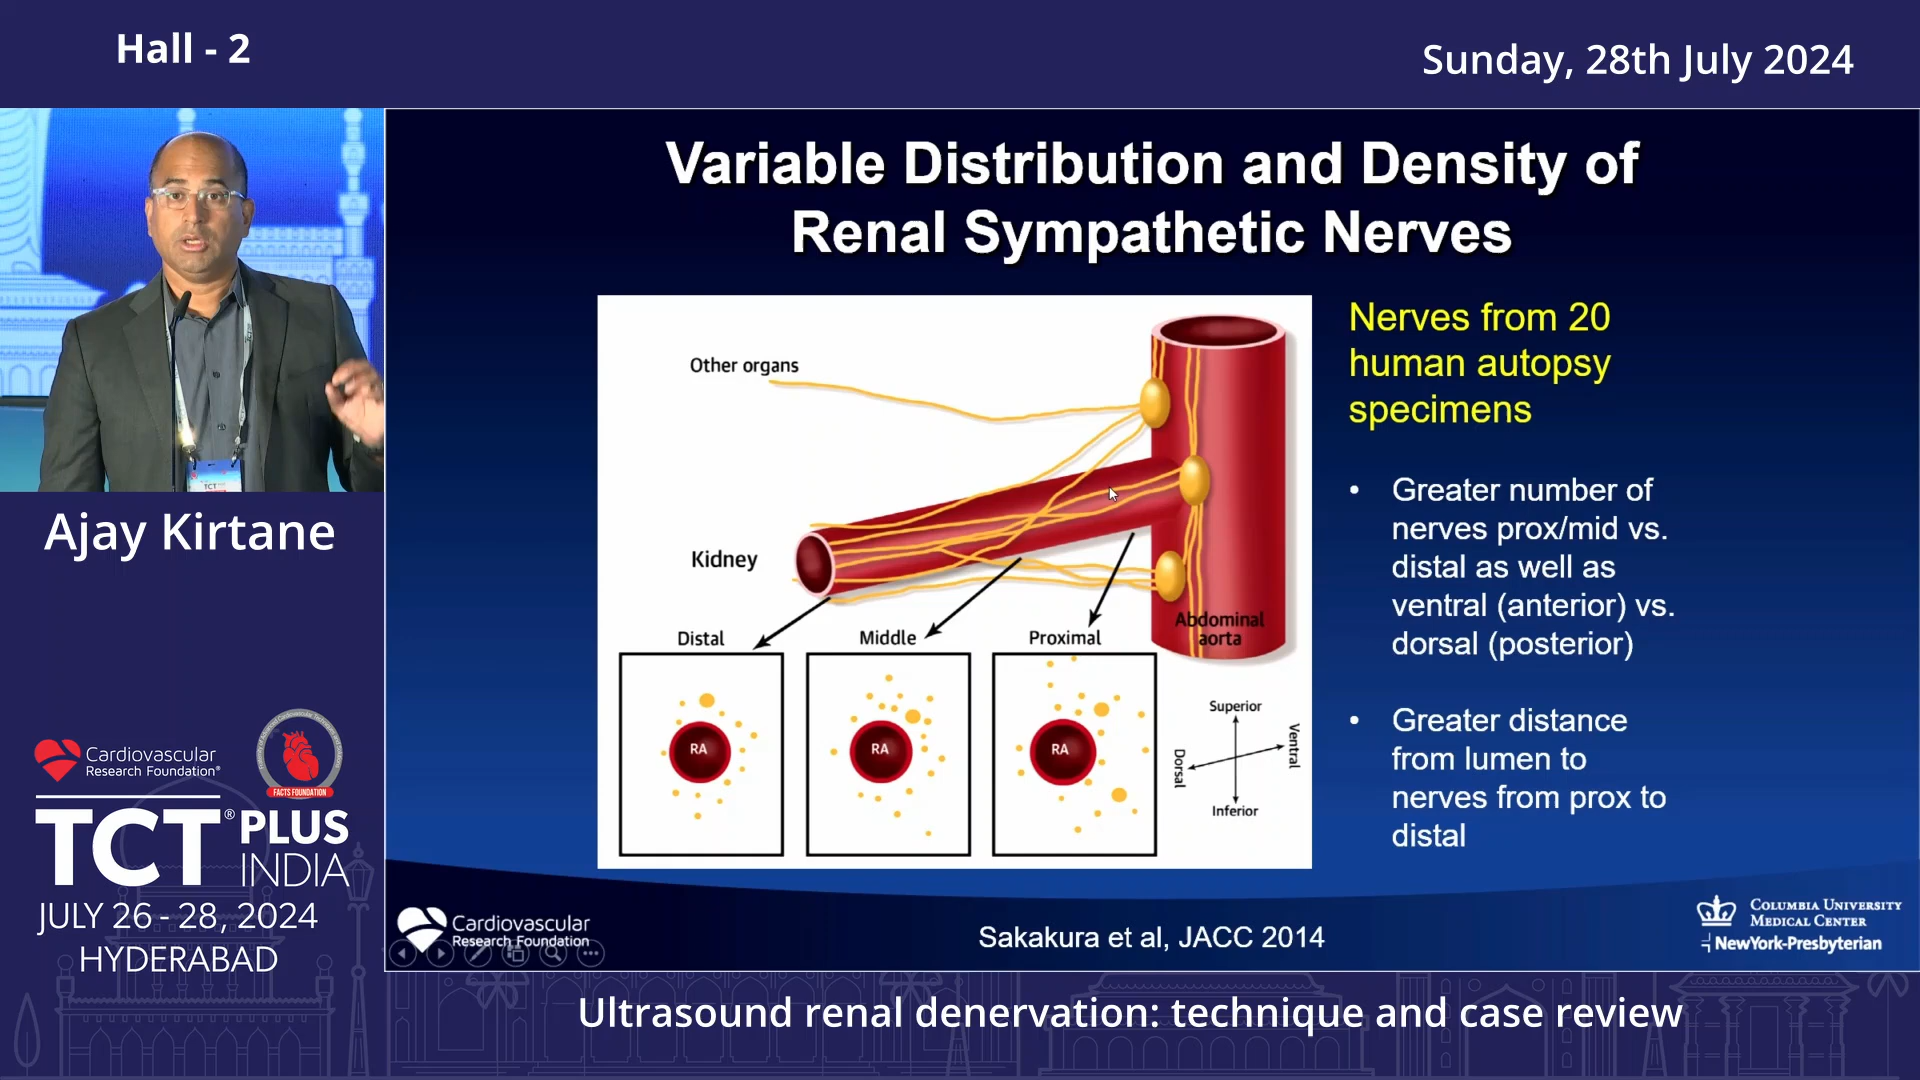 Hall - 2
Sunday, 28th July 2024
Variable Distribution and Density of
Renal Sympathetic Nerves
Other organs
Kidney
Abdominal
aorta
Distal
Middle
Proximal
RA
RA
RA
Superior
Ventral
Dorsal
Inferior
Nerves from 20
human autopsy
specimens
• Greater number of
nerves prox/mid vs.
distal as well as
ventral (anterior) vs.
dorsal (posterior)
• Greater distance
from lumen to
nerves from prox to
distal
Cardiovascular
Research Foundation
Sakakura et al, JACC 2014
COLUMBIA UNIVERSITY
MEDICAL CENTER
NewYork-Presbyterian
TCT
Ajay Kirtane
Cardiovascular
Research Foundation®
FACTS FOUNDATION
TCT® PLUS
INDIA
JULY 26 - 28, 2024
HYDERABAD
Ultrasound renal denervation: technique and case review